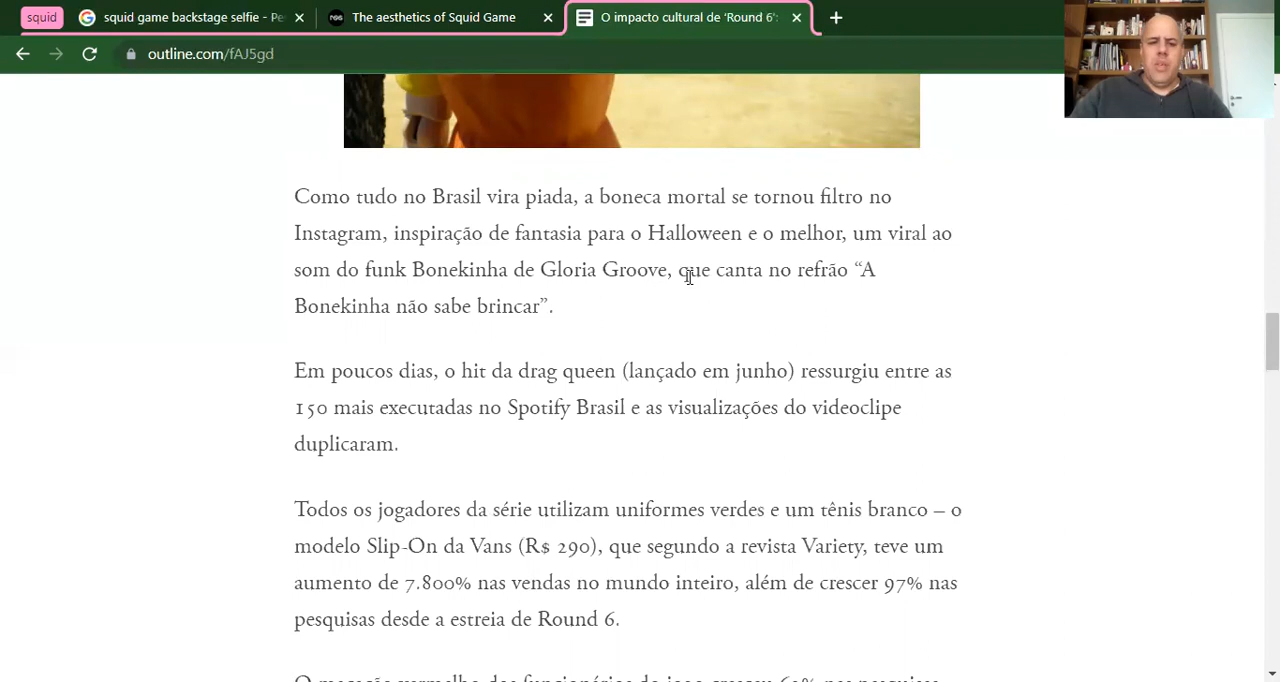 squid
squid game backstage selfie - Pe
The aesthetics of Squid Game
O impacto cultural de ‘Round 6’:
outline.com/fAJ5gd
Como tudo no Brasil vira piada, a boneca mortal se tornou filtro no
Instagram, inspiração de fantasia para o Halloween e o melhor, um viral ao
som do funk Bonekinha de Gloria Groove, que canta no refrão “A
Bonekinha não sabe brincar”.
Em poucos dias, o hit da drag queen (lançado em junho) ressurgiu entre as
150 mais executadas no Spotify Brasil e as visualizações do videoclipe
duplicaram.
Todos os jogadores da série utilizam uniformes verdes e um tênis branco – o
modelo Slip-On da Vans (R$ 290), que segundo a revista Variety, teve um
aumento de 7.800% nas vendas no mundo inteiro, além de crescer 97% nas
pesquisas desde a estreia de Round 6.